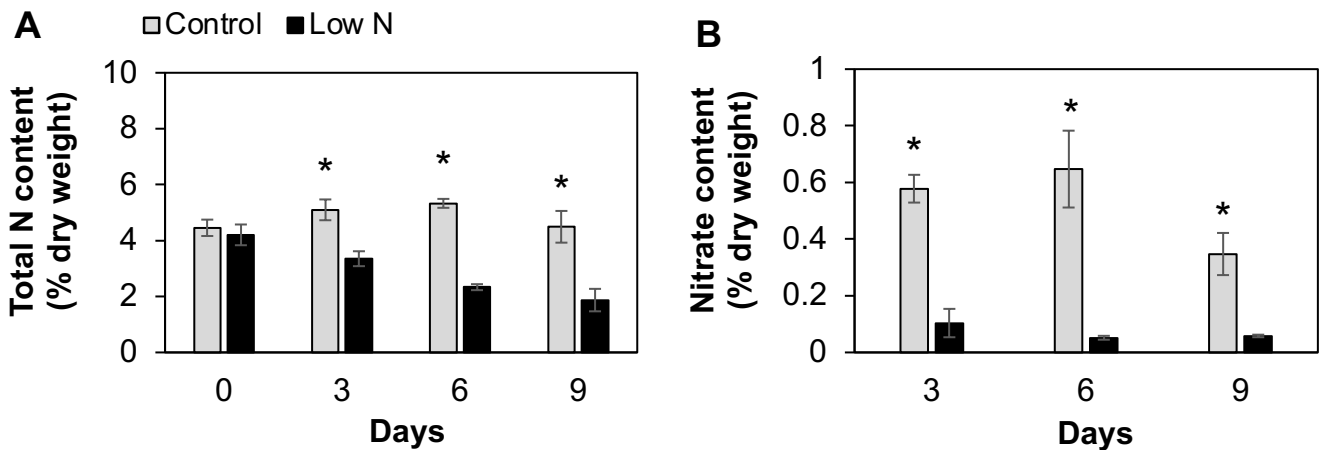 A
Control Low N
Total N content
(% dry weight)
10
8
6
4
2
0
* * *
0 3 6 9
Days
B
Nitrate content
(% dry weight)
1
0.8
0.6
0.4
0.2
0
* * *
3 6 9
Days